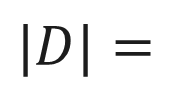 |D| =